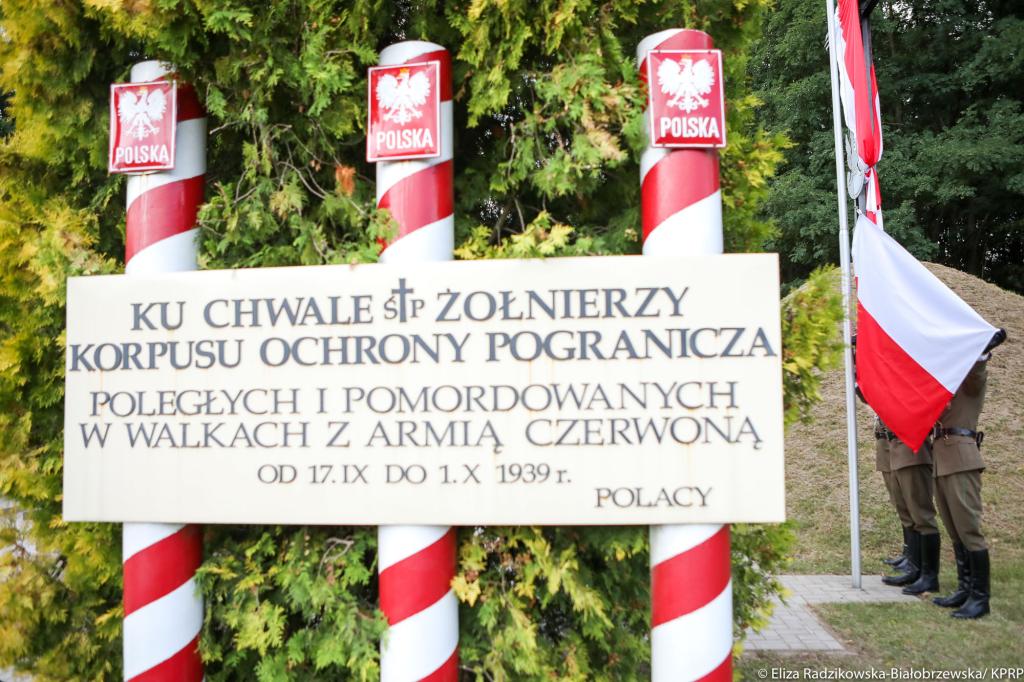 POLSKA
POLSKA
POLSKA
KU CHWALE Ś†P ŻOŁNIERZY
KORPUSU OCHRONY POGRANICZA
POLEGŁYCH I POMORDOWANYCH
W WALKACH Z ARMIĄ CZERWONĄ
OD 17.IX DO 1.X 1939 r.
POLACY
© Eliza Radzikowska-Białobrzewska/ KPRP